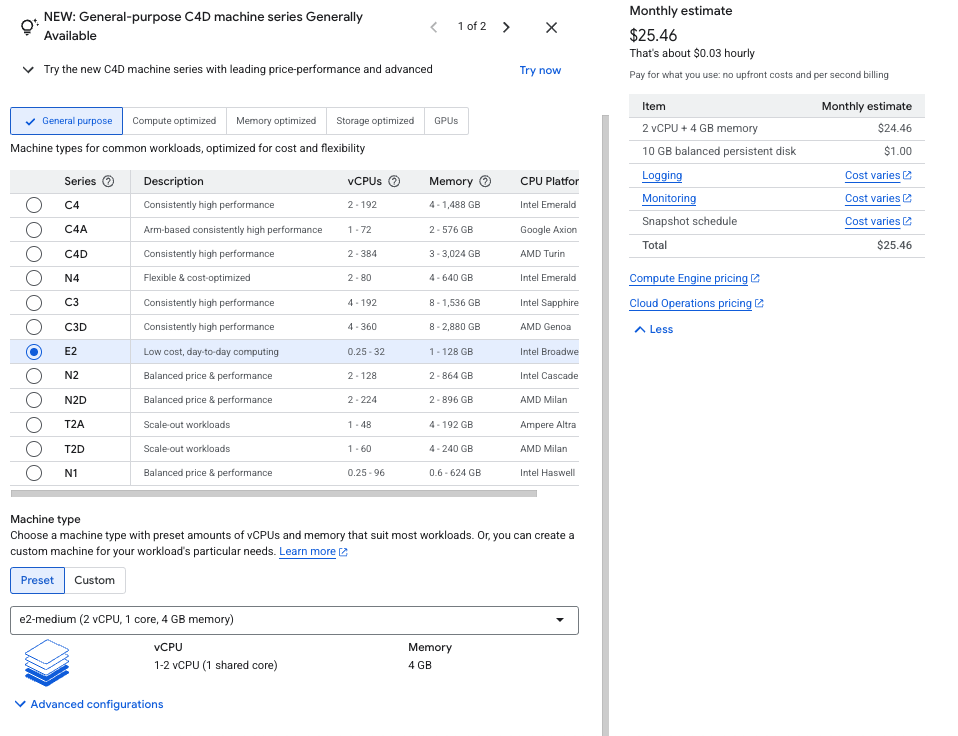 NEW: General-purpose C4D machine series Generally
Available
1 of 2
Try the new C4D machine series with leading price-performance and advanced
Try now
General purpose
Compute optimized
Memory optimized
Storage optimized
GPUs
Machine types for common workloads, optimized for cost and flexibility
Series Description vCPUs Memory CPU Platfor
C4 Consistently high performance 2 - 192 4 - 1,488 GB Intel Emerald
C4A Arm-based consistently high performance 1 - 72 2 - 576 GB Google Axion
C4D Consistently high performance 2 - 384 3 - 3,024 GB AMD Turin
N4 Flexible & cost-optimized 2 - 80 4 - 640 GB Intel Emerald
C3 Consistently high performance 4 - 192 8 - 1,536 GB Intel Sapphire
C3D Consistently high performance 4 - 360 8 - 2,880 GB AMD Genoa
E2 Low cost, day-to-day computing 0.25 - 32 1 - 128 GB Intel Broadwe
N2 Balanced price & performance 2 - 128 2 - 864 GB Intel Cascade
N2D Balanced price & performance 2 - 224 2 - 896 GB AMD Milan
T2A Scale-out workloads 1 - 48 4 - 192 GB Ampere Altra
T2D Scale-out workloads 1 - 60 4 - 240 GB AMD Milan
N1 Balanced price & performance 0.25 - 96 0.6 - 624 GB Intel Haswell
Machine type
Choose a machine type with preset amounts of vCPUs and memory that suit most workloads. Or, you can create a
custom machine for your workload's particular needs. Learn more
Preset
Custom
e2-medium (2 vCPU, 1 core, 4 GB memory)
vCPU Memory
1-2 vCPU (1 shared core) 4 GB
Advanced configurations
Monthly estimate
$25.46
That's about $0.03 hourly
Pay for what you use: no upfront costs and per second billing
Item Monthly estimate
2 vCPU + 4 GB memory $24.46
10 GB balanced persistent disk $1.00
Logging Cost varies
Monitoring Cost varies
Snapshot schedule Cost varies
Total $25.46
Compute Engine pricing
Cloud Operations pricing
Less